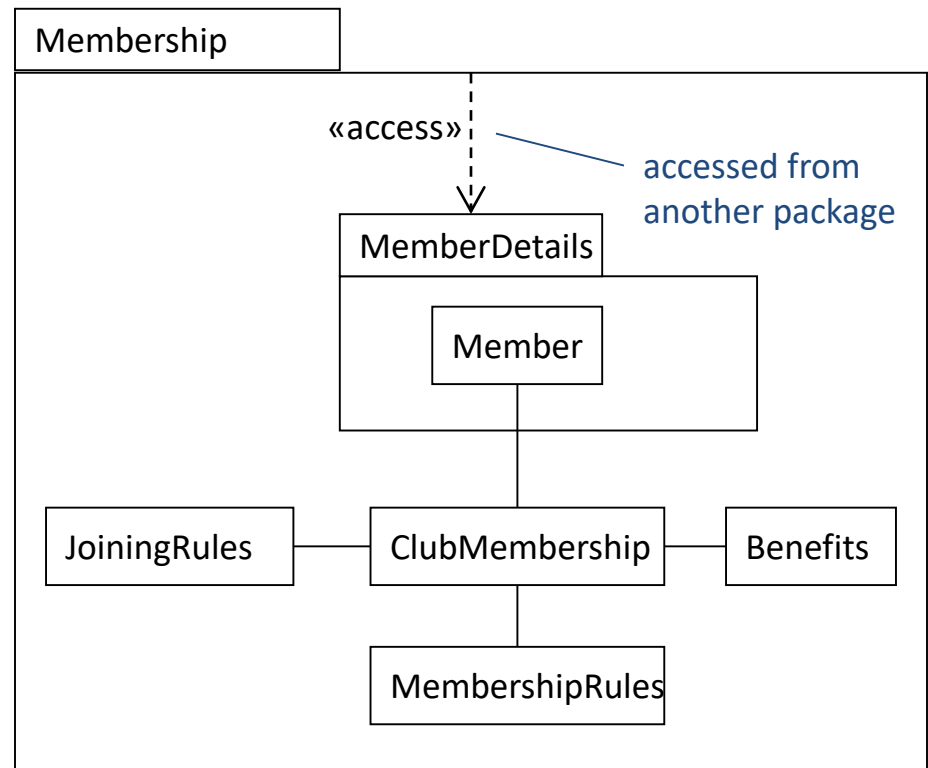 Membership
«access»
accessed from
another package
MemberDetails
Member
JoiningRules
ClubMembership
Benefits
MembershipRules